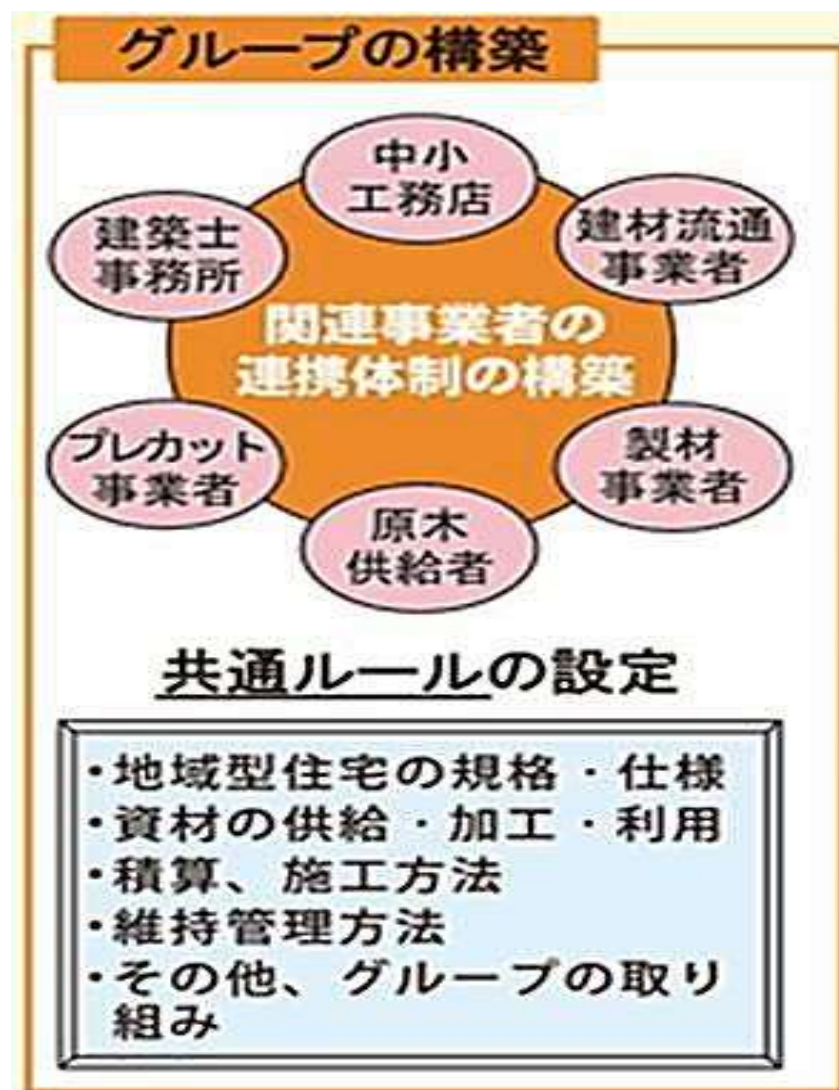 グループの構築
中小
工務店
建築士
事務所
建材流通
事業者
関連事業者の
連携体制の構築
プレカット
事業者
製材
事業者
原木
供給者
共通ルールの設定
・地域型住宅の規格・仕様
・資材の供給・加工・利用
・積算、施工方法
・維持管理方法
・その他、グループの取り
組み